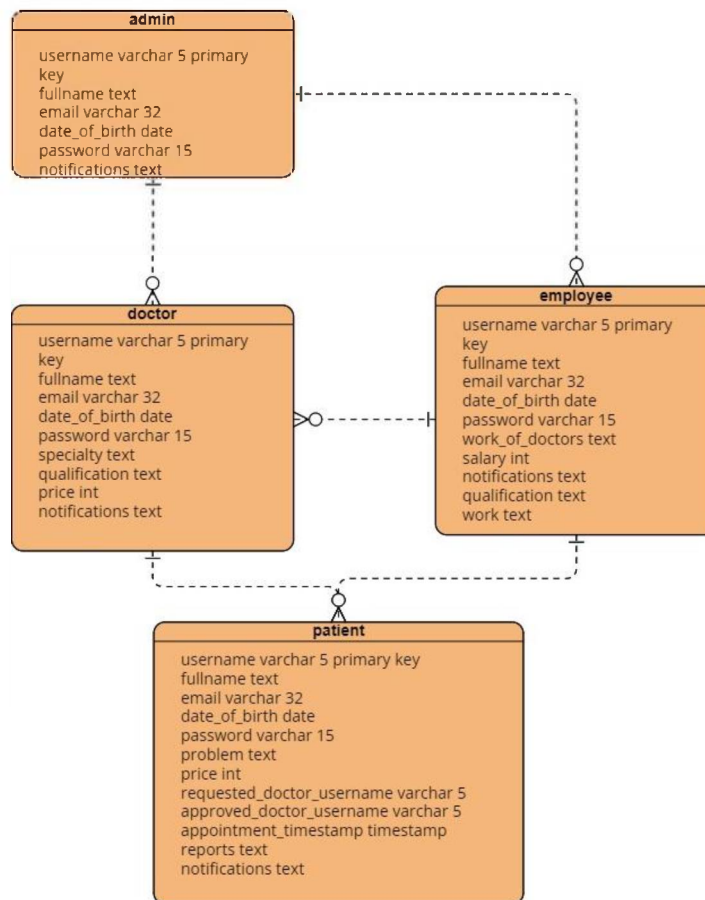 admin
username varchar 5 primary
key
fullname text
email varchar 32
date_of_birth date
password varchar 15
notifications text
doctor
username varchar 5 primary
key
fullname text
email varchar 32
date_of_birth date
password varchar 15
specialty text
qualification text
price int
notifications text
employee
username varchar 5 primary
key
fullname text
email varchar 32
date_of_birth date
password varchar 15
work_of_doctors text
salary int
notifications text
qualification text
work text
patient
username varchar 5 primary key
fullname text
email varchar 32
date_of_birth date
password varchar 15
problem text
price int
requested_doctor_username varchar 5
approved_doctor_username varchar 5
appointment_timestamp timestamp
reports text
notifications text